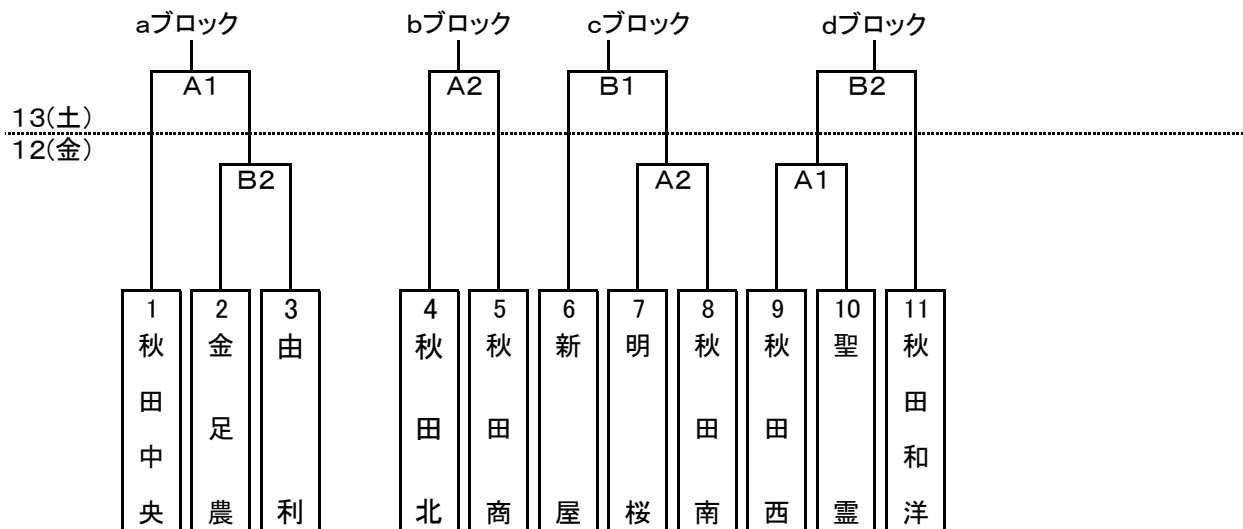 aブロック bブロック cブロック dブロック
A1 A2 B1 B2
13(土)
12(金)
B2 A2 A1
1 秋田中央
2 金足農
3 由利
4 秋田北
5 秋田商
6 新屋
7 明桜
8 秋田南
9 秋田西
10 聖霊
11 秋田和洋